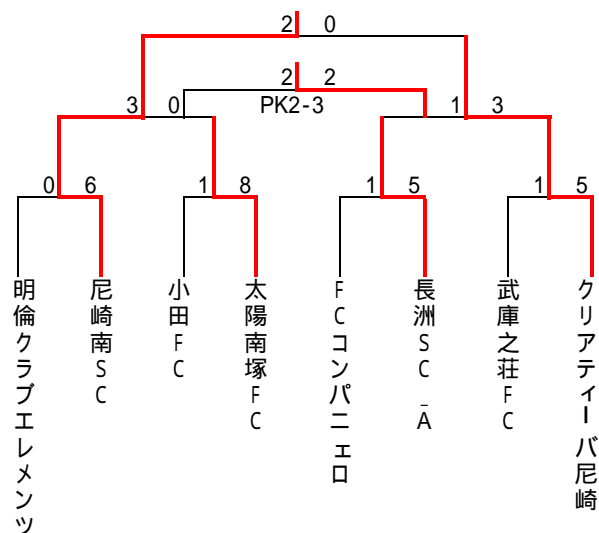 2 0
2 2
PK2-3
3 0
1 3
0 6
1 8
1 5
1 5
明倫クラブエレメンツ
尼崎南SC
小田FC
太陽南塚FC
FCコンパニェロ
長洲SC_A
武庫之荘FC
クリアティーバ尼崎